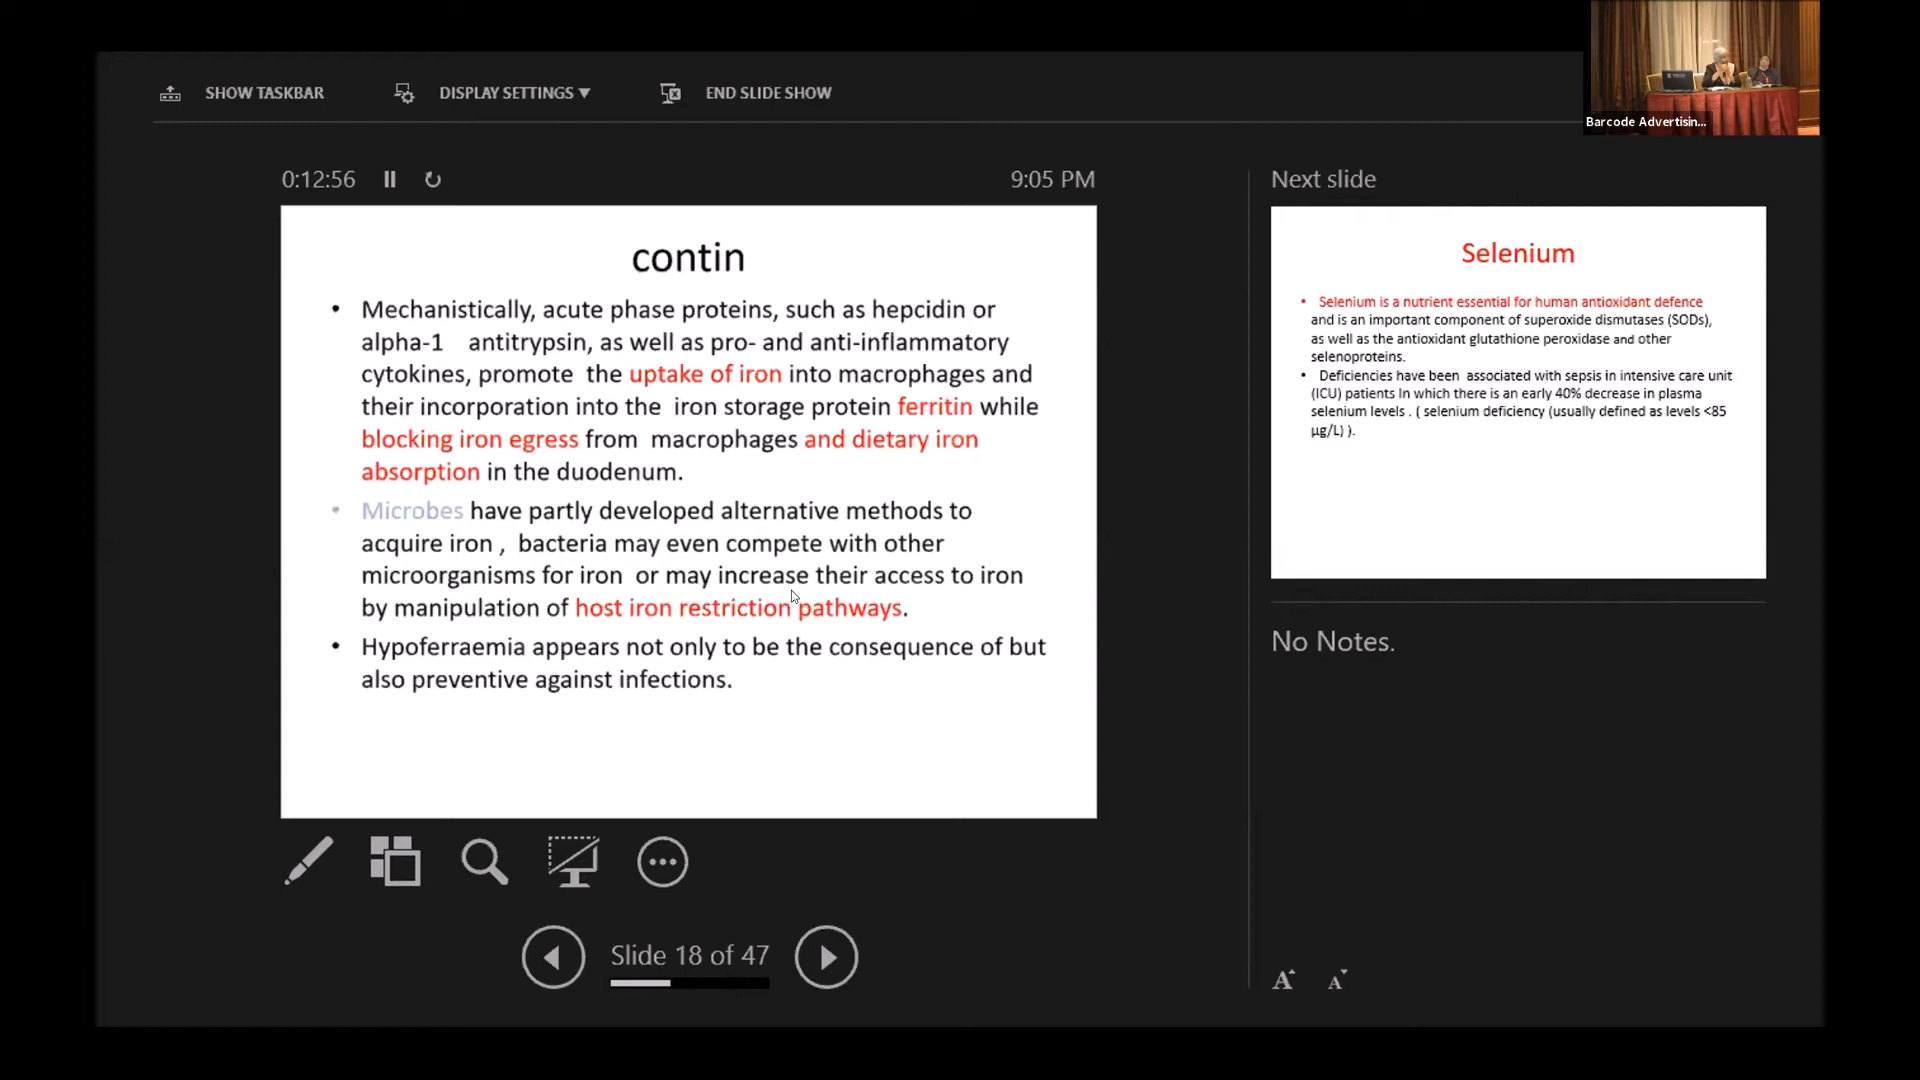 SHOW TASKBAR
DISPLAY SETTINGS ▼
END SLIDE SHOW
Barcode Advertisin...
0:12:56
9:05 PM
contin
• Mechanistically, acute phase proteins, such as hepcidin or
alpha-1 antitrypsin, as well as pro- and anti-inflammatory
cytokines, promote the uptake of iron into macrophages and
their incorporation into the iron storage protein ferritin while
blocking iron egress from macrophages and dietary iron
absorption in the duodenum.
• Microbes have partly developed alternative methods to
acquire iron , bacteria may even compete with other
microorganisms for iron or may increase their access to iron
by manipulation of host iron restriction pathways.
• Hypoferraemia appears not only to be the consequence of but
also preventive against infections.
Slide 18 of 47
Next slide
Selenium
• Selenium is a nutrient essential for human antioxidant defence
and is an important component of superoxide dismutases (SODs),
as well as the antioxidant glutathione peroxidase and other
selenoproteins.
• Deficiencies have been associated with sepsis in intensive care unit
(ICU) patients In which there is an early 40% decrease in plasma
selenium levels . ( selenium deficiency (usually defined as levels <85
µg/L) ).
No Notes.
A A